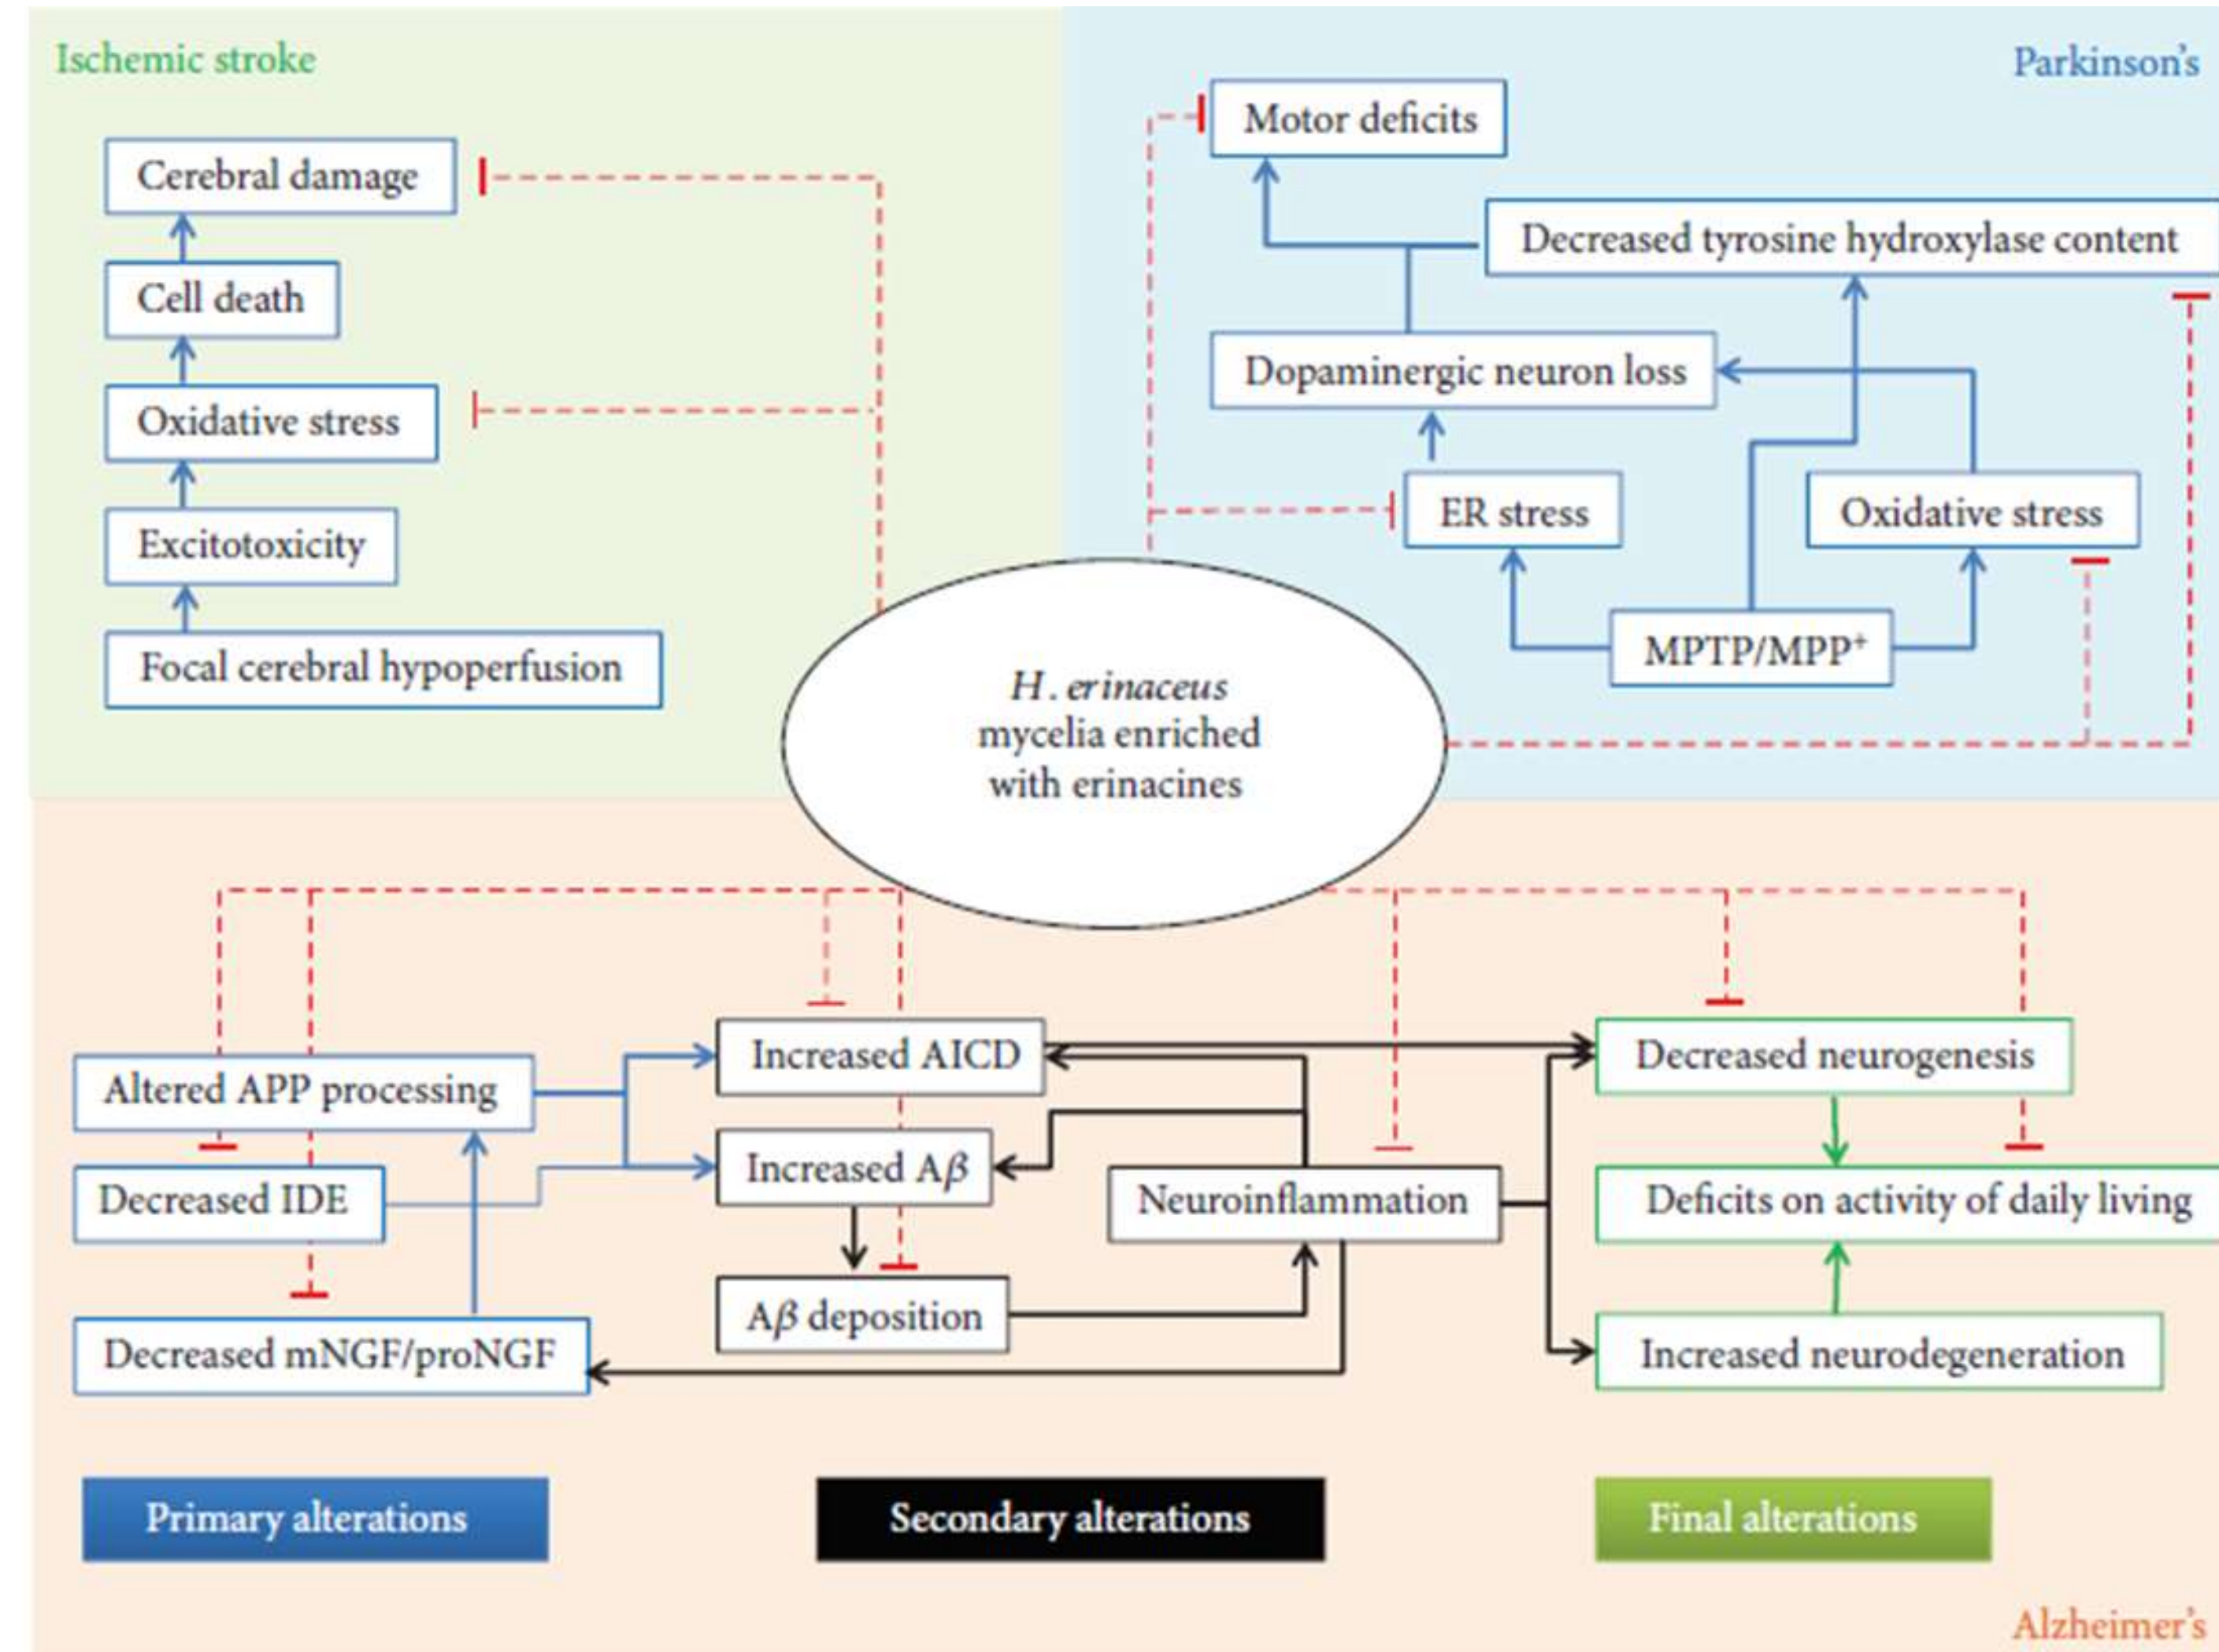 Ischemic stroke
Cerebral damage
Cell death
Oxidative stress
Excitotoxicity
Focal cerebral hypoperfusion
Parkinson's
Motor deficits
Decreased tyrosine hydroxylase content
Dopaminergic neuron loss
ER stress
Oxidative stress
MPTP/MPP⁺
H. erinaceus
mycelia enriched
with erinacines
Altered APP processing
Decreased IDE
Decreased mNGF/proNGF
Increased AICD
Increased Aβ
Aβ deposition
Neuroinflammation
Decreased neurogenesis
Deficits on activity of daily living
Increased neurodegeneration
Primary alterations
Secondary alterations
Final alterations
Alzheimer's